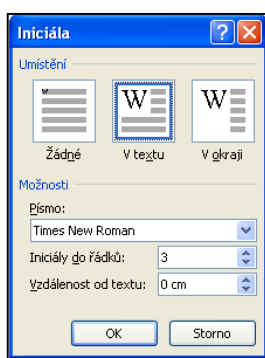 Iniciála
Umístění
W W W
Žádné V textu V okraji
Možnosti
Písmo:
Times New Roman
Iniciály do řádků: 3
Vzdálenost od textu: 0 cm
OK Storno